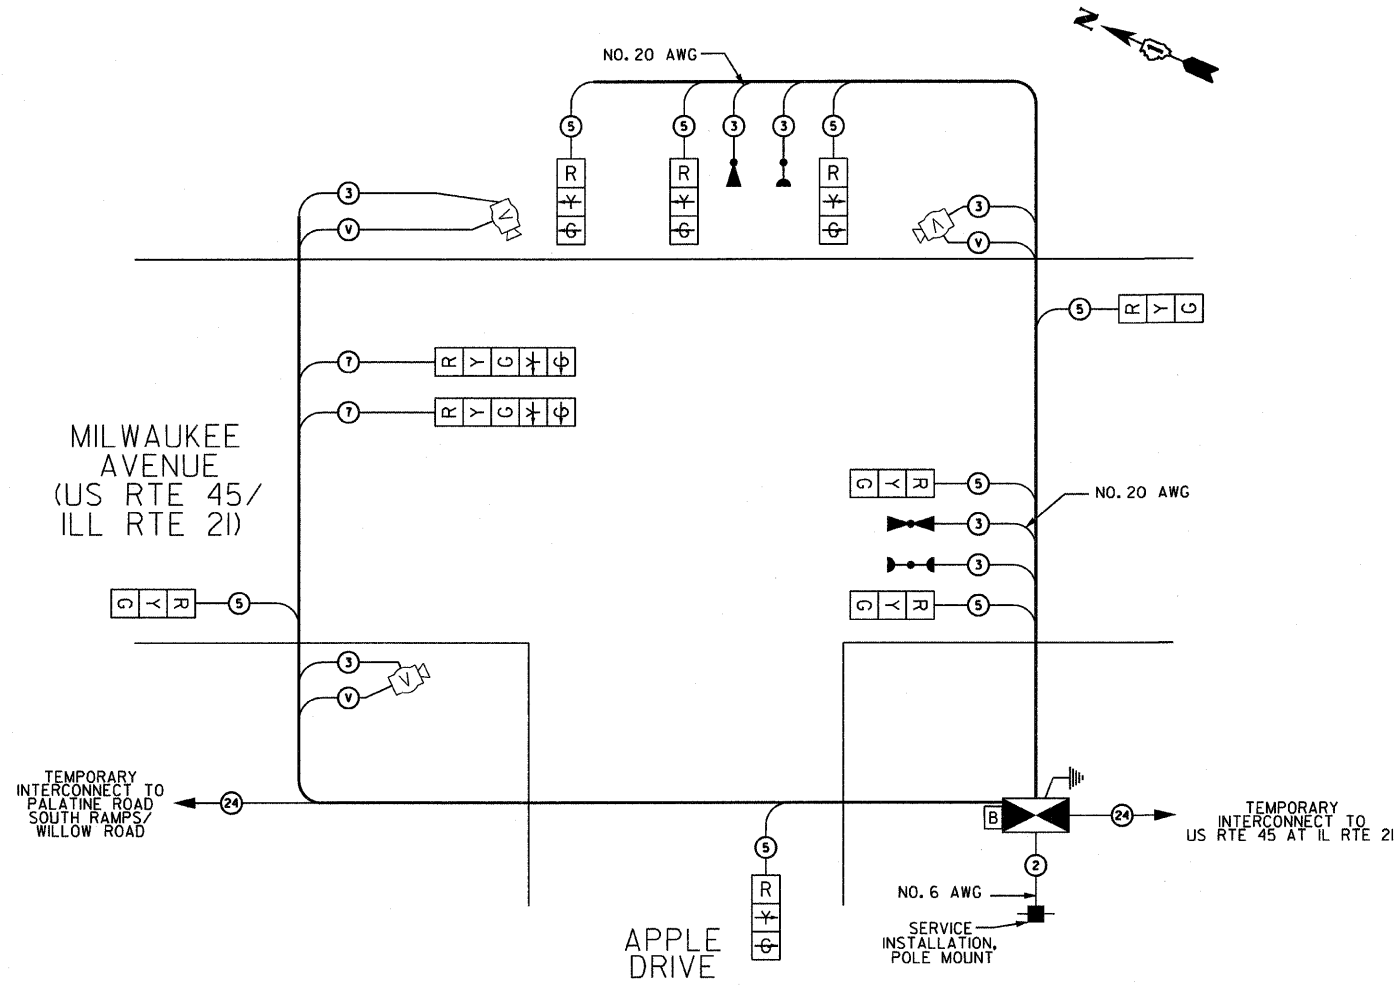 N
1
NO. 20 AWG
5
5
3
3
5
R
Y
G
R
Y
G
R
Y
G
3
V
V
3
V
V
5
R Y G
7
R Y G Y G
7
R Y G Y G
MILWAUKEE
AVENUE
(US RTE 45/
ILL RTE 21)
G Y R
5
NO. 20 AWG
3
3
G Y R
5
G Y R
5
3
V
V
TEMPORARY
INTERCONNECT TO
PALATINE ROAD
SOUTH RAMPS/
WILLOW ROAD
24
B
24
TEMPORARY
INTERCONNECT TO
US RTE 45 AT IL RTE 21
5
R
Y
G
2
NO. 6 AWG
SERVICE
INSTALLATION,
POLE MOUNT
APPLE
DRIVE